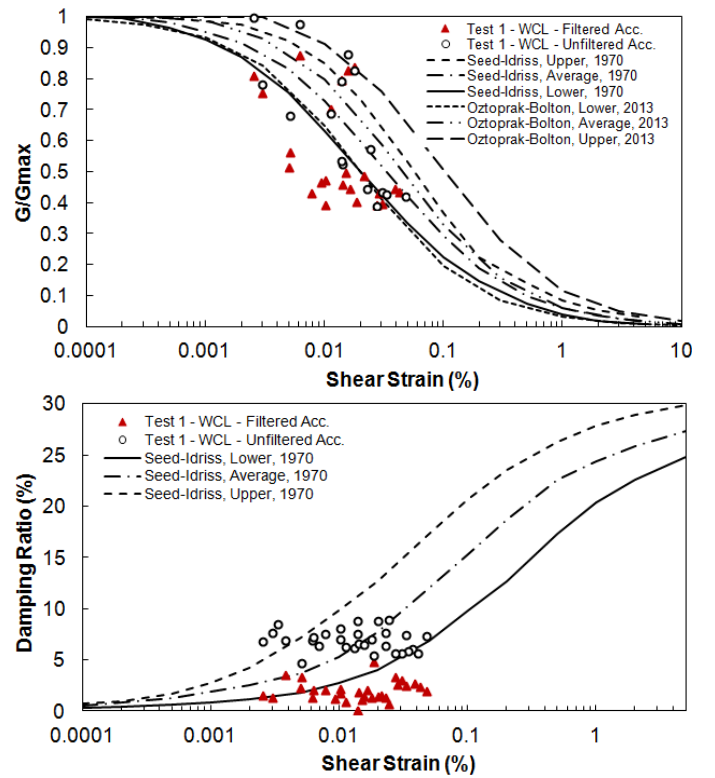 G/Gmax
1
0.9
0.8
0.7
0.6
0.5
0.4
0.3
0.2
0.1
0
Test 1 - WCL - Filtered Acc.
Test 1 - WCL - Unfiltered Acc.
Seed-Idriss, Upper, 1970
Seed-Idriss, Average, 1970
Seed-Idriss, Lower, 1970
Oztoprak-Bolton, Lower, 2013
Oztoprak-Bolton, Average, 2013
Oztoprak-Bolton, Upper, 2013
0.0001 0.001 0.01 0.1 1 10
Shear Strain (%)
Damping Ratio (%)
30
25
20
15
10
5
0
Test 1 - WCL - Filtered Acc.
Test 1 - WCL - Unfiltered Acc.
Seed-Idriss, Lower, 1970
Seed-Idriss, Average, 1970
Seed-Idriss, Upper, 1970
0.0001 0.001 0.01 0.1 1
Shear Strain (%)